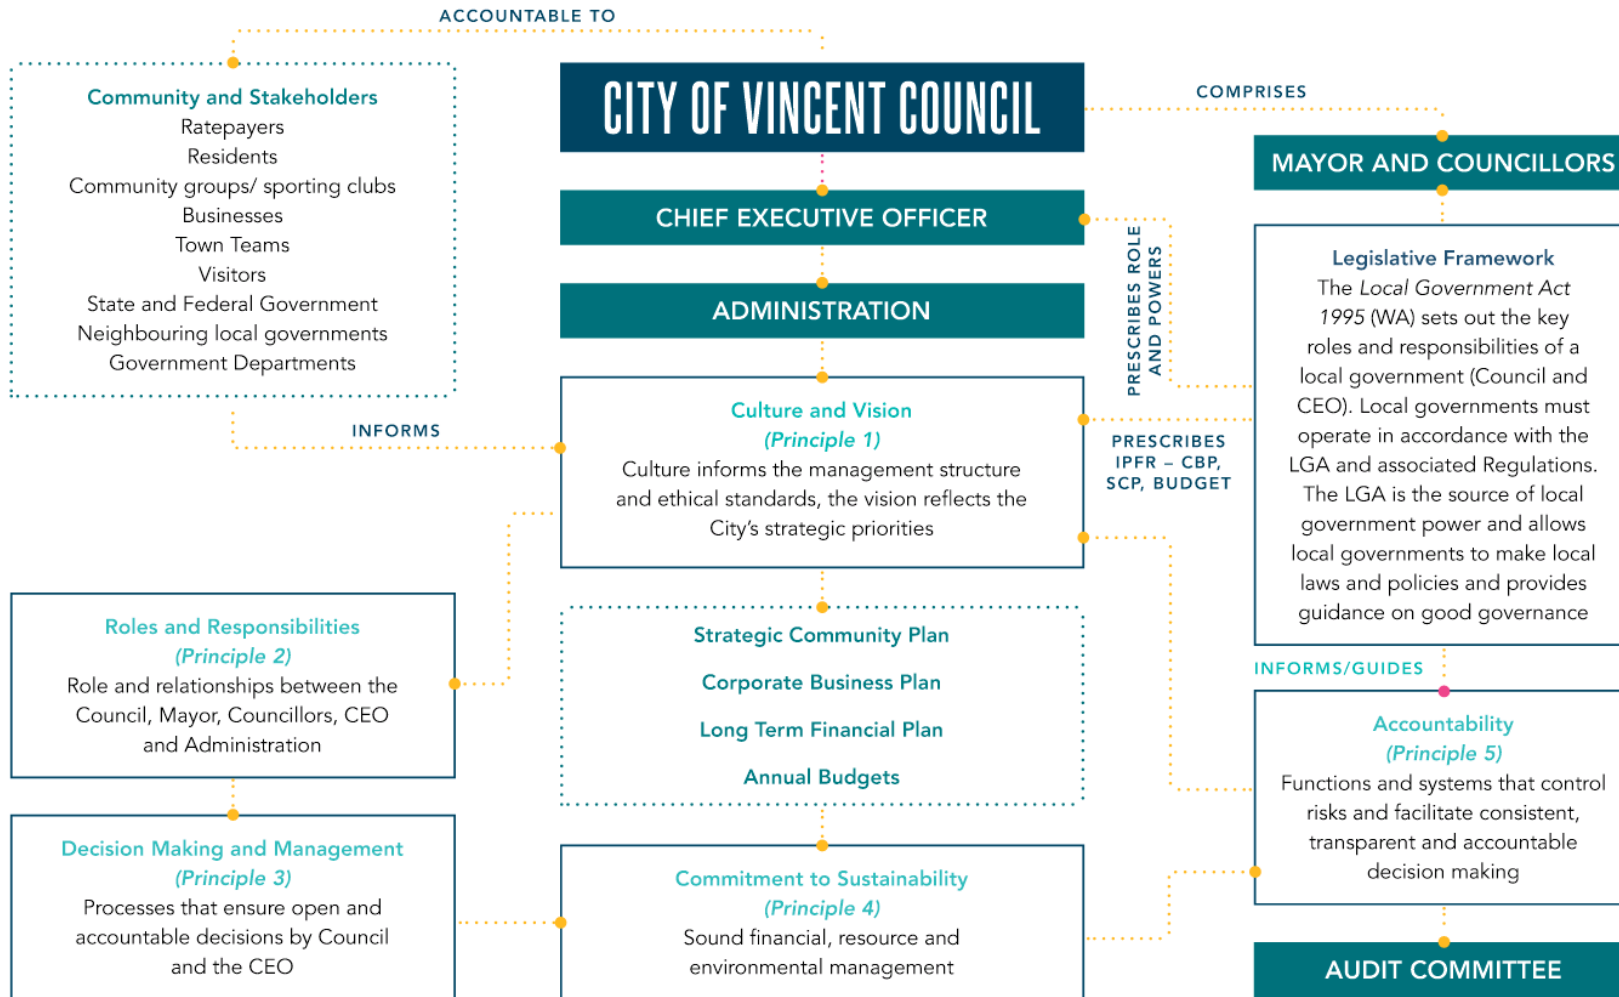 ACCOUNTABLE TO
CITY OF VINCENT COUNCIL
COMPRISES
Community and Stakeholders
Ratepayers
Residents
Community groups/ sporting clubs
Businesses
Town Teams
Visitors
State and Federal Government
Neighbouring local governments
Government Departments
CHIEF EXECUTIVE OFFICER
ADMINISTRATION
MAYOR AND COUNCILLORS
PRESCRIBES ROLE
AND POWERS
Legislative Framework
The Local Government Act
1995 (WA) sets out the key
roles and responsibilities of a
local government (Council and
CEO). Local governments must
operate in accordance with the
LGA and associated Regulations.
The LGA is the source of local
government power and allows
local governments to make local
laws and policies and provides
guidance on good governance
INFORMS
Culture and Vision
(Principle 1)
Culture informs the management structure
and ethical standards, the vision reflects the
City's strategic priorities
PRESCRIBES
IPFR – CBP,
SCP, BUDGET
Roles and Responsibilities
(Principle 2)
Role and relationships between the
Council, Mayor, Councillors, CEO
and Administration
Strategic Community Plan
Corporate Business Plan
Long Term Financial Plan
Annual Budgets
INFORMS/GUIDES
Accountability
(Principle 5)
Functions and systems that control
risks and facilitate consistent,
transparent and accountable
decision making
Decision Making and Management
(Principle 3)
Processes that ensure open and
accountable decisions by Council
and the CEO
Commitment to Sustainability
(Principle 4)
Sound financial, resource and
environmental management
AUDIT COMMITTEE